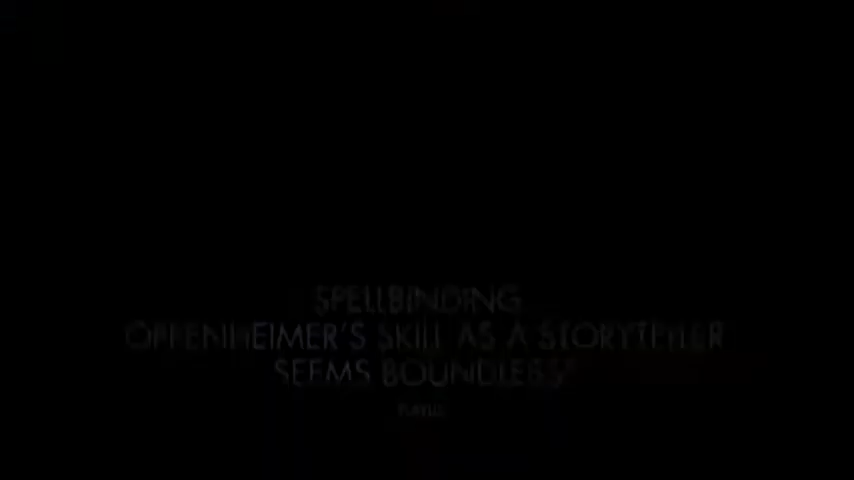 SPELLBINDING
OPPENHEIMER'S SKILL AS A STORYTELLER
SEEMS BOUNDLESS